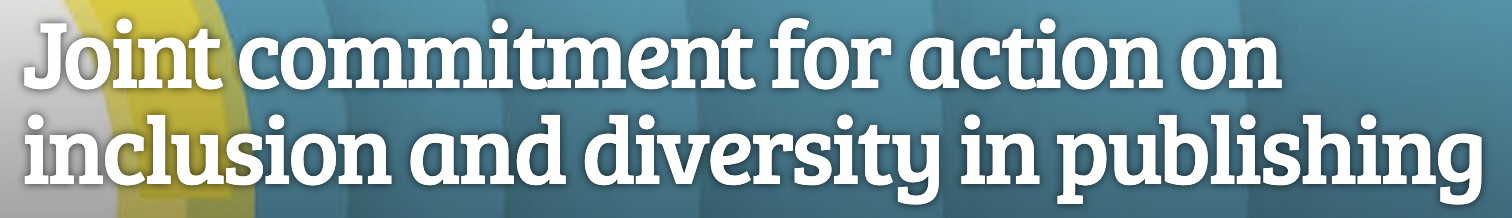 Joint commitment for action on
inclusion and diversity in publishing